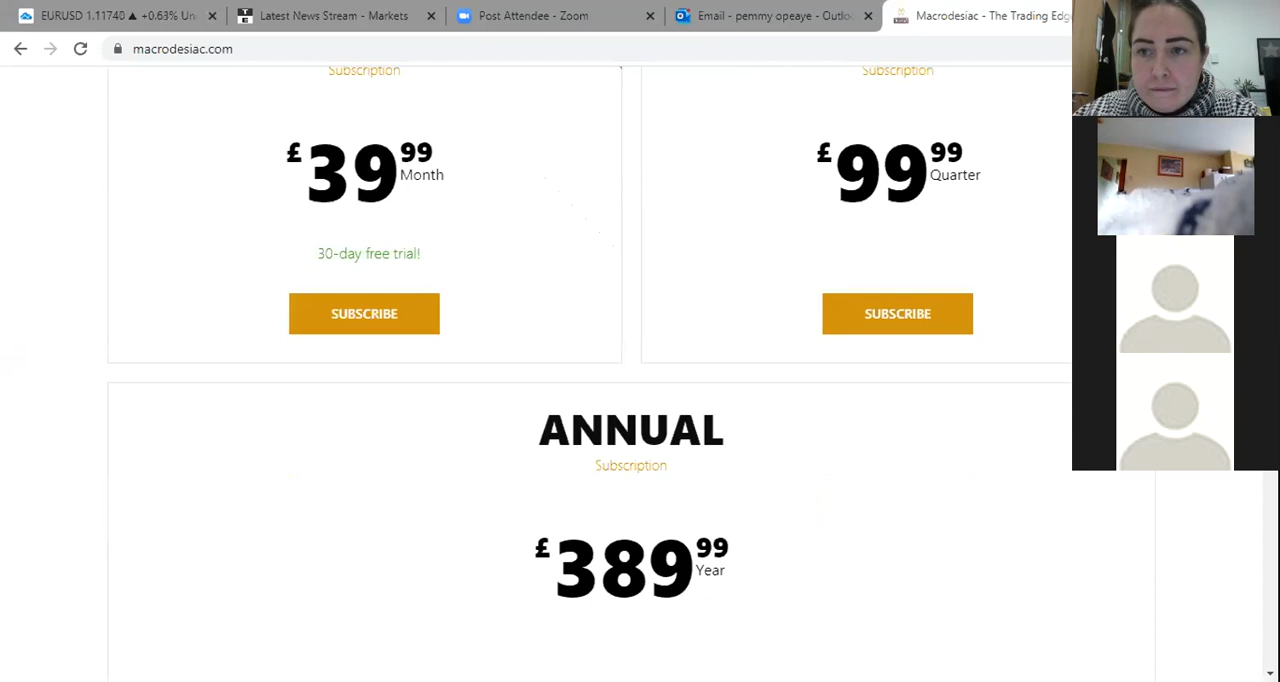 EURUSD 1.11740 ▲ +0.63% Un
Latest News Stream - Markets
Post Attendee - Zoom
Email - pemmy opeaye - Outlo
Macrodesiac - The Trading Edg
macrodesiac.com
Subscription
Subscription
£39 99 Month
£99 99 Quarter
30-day free trial!
SUBSCRIBE
SUBSCRIBE
ANNUAL
Subscription
£389 99 Year